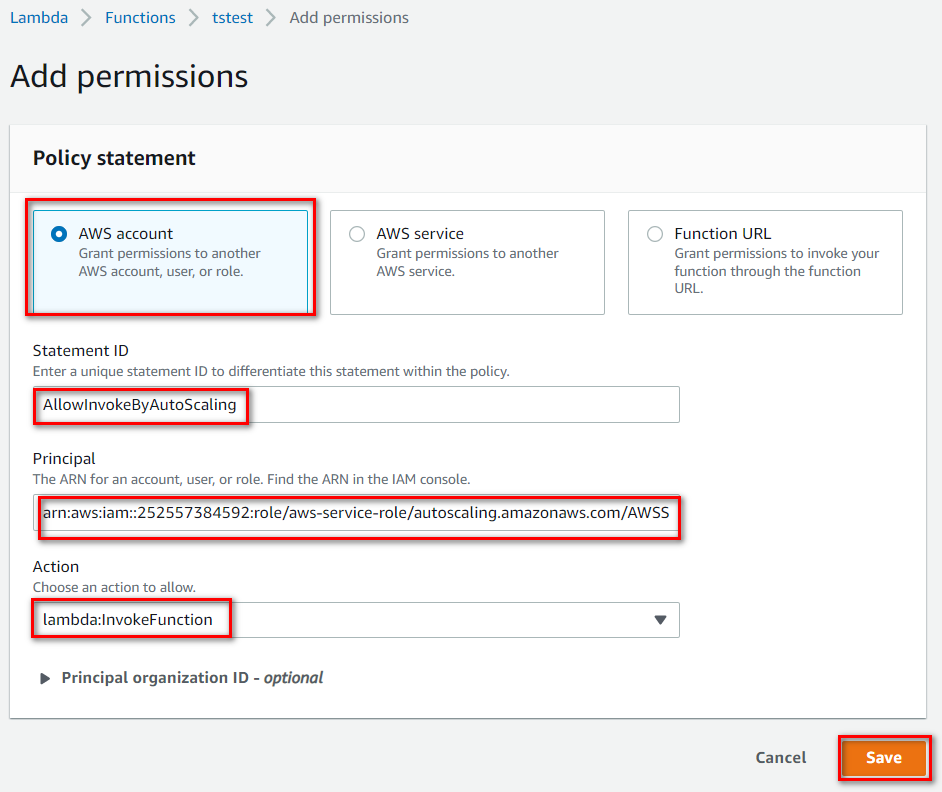 Lambda > Functions > tstest > Add permissions
Add permissions
Policy statement
AWS account
Grant permissions to another
AWS account, user, or role.
AWS service
Grant permissions to another
AWS service.
Function URL
Grant permissions to invoke your
function through the function
URL.
Statement ID
Enter a unique statement ID to differentiate this statement within the policy.
AllowInvokeByAutoScaling
Principal
The ARN for an account, user, or role. Find the ARN in the IAM console.
arn:aws:iam::252557384592:role/aws-service-role/autoscaling.amazonaws.com/AWSS
Action
Choose an action to allow.
lambda:InvokeFunction
Principal organization ID - optional
Cancel
Save